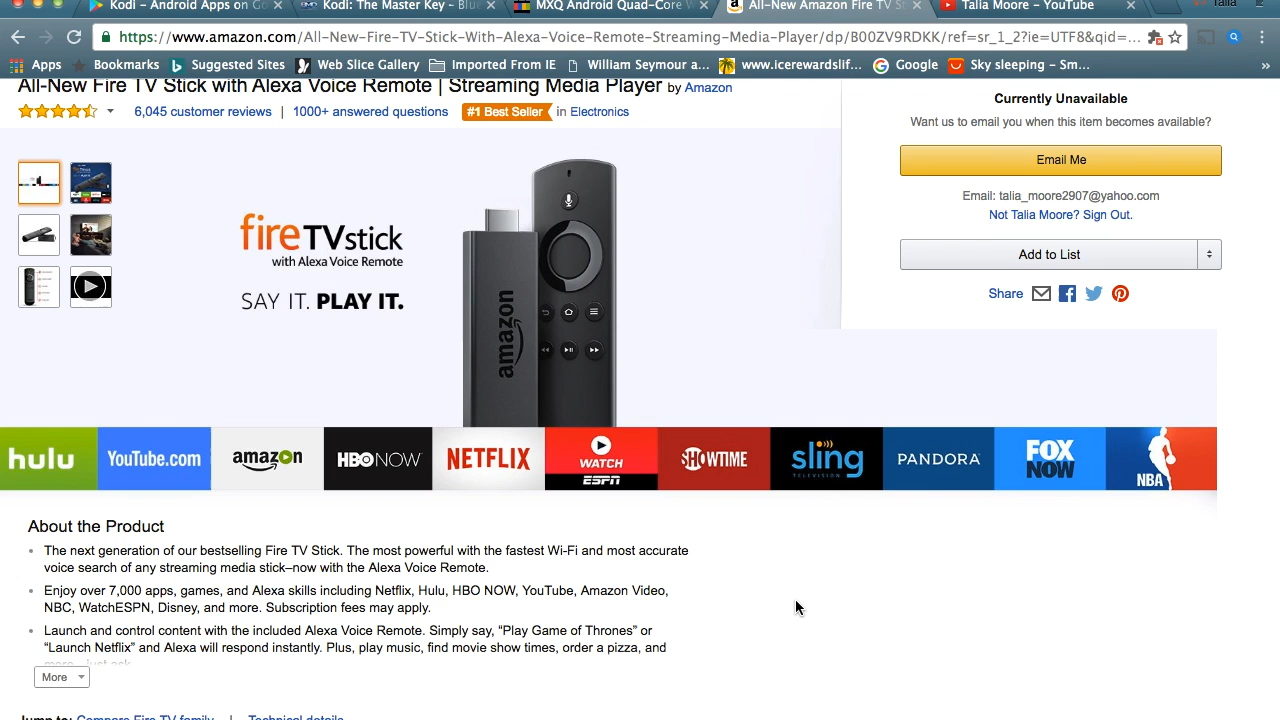 Kodi - Android Apps on Go
Kodi: The Master Key - Blue
MXQ Android Quad-Core W
All-New Amazon Fire TV St
Talia Moore - YouTube
Talia
https://www.amazon.com/All-New-Fire-TV-Stick-With-Alexa-Voice-Remote-Streaming-Media-Player/dp/B00ZV9RDKK/ref=sr_1_2?ie=UTF8&qid=...
Apps
Bookmarks
Suggested Sites
Web Slice Gallery
Imported From IE
William Seymour a...
www.icerewardslif...
Google
Sky sleeping - Sm...
»
All-New Fire TV Stick with Alexa Voice Remote | Streaming Media Player by Amazon
6,045 customer reviews | 1000+ answered questions #1 Best Seller in Electronics
Currently Unavailable
Want us to email you when this item becomes available?
Email Me
Email: talia_moore2907@yahoo.com
Not Talia Moore? Sign Out.
Add to List
Share
fireTVstick
with Alexa Voice Remote
SAY IT. PLAY IT.
amazon
hulu
YouTube.com
amazon
HBONOW
NETFLIX
WATCH
ESPN
SHOWTIME
sling
TELEVISION
PANDORA
FOX
NOW
NBA
About the Product
• The next generation of our bestselling Fire TV Stick. The most powerful with the fastest Wi-Fi and most accurate
voice search of any streaming media stick–now with the Alexa Voice Remote.
• Enjoy over 7,000 apps, games, and Alexa skills including Netflix, Hulu, HBO NOW, YouTube, Amazon Video,
NBC, WatchESPN, Disney, and more. Subscription fees may apply.
• Launch and control content with the included Alexa Voice Remote. Simply say, “Play Game of Thrones” or
“Launch Netflix” and Alexa will respond instantly. Plus, play music, find movie show times, order a pizza, and
more–just ask
More
Jump to: Compare Fire TV family | Technical details